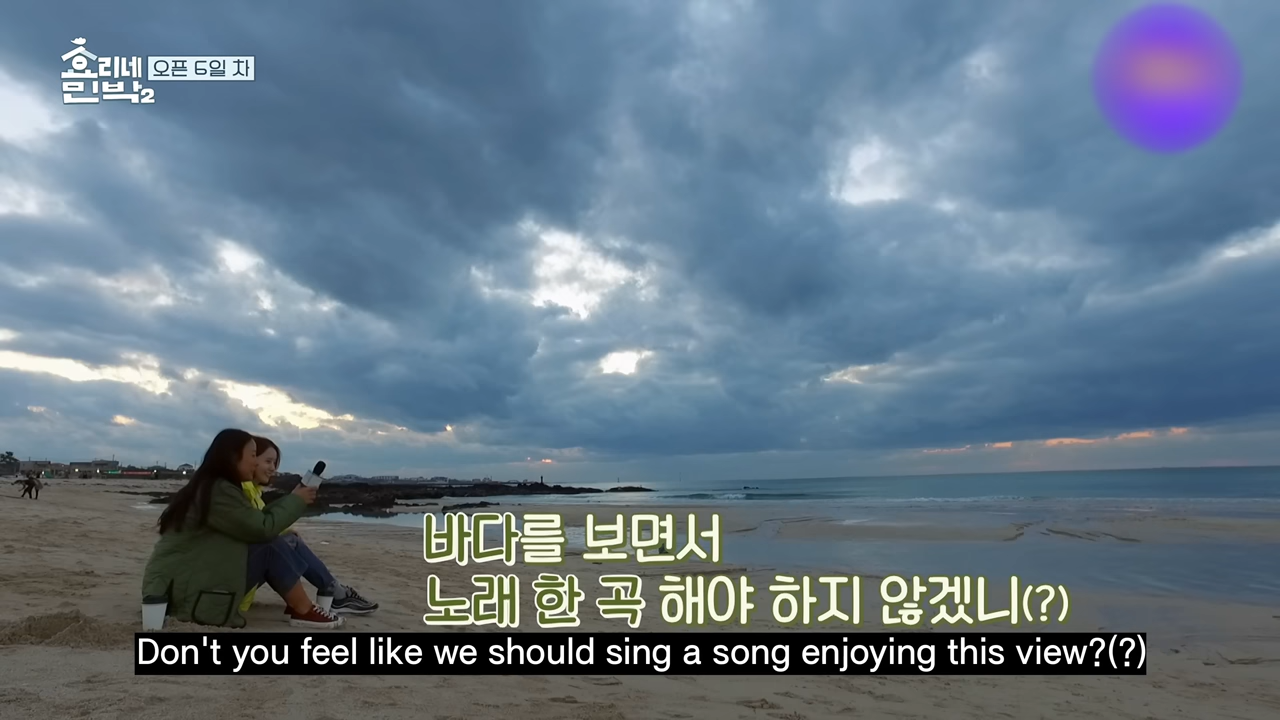 효리네
민박2
오픈 6일 차
바다를 보면서
노래 한 곡 해야 하지 않겠니(?)
Don't you feel like we should sing a song enjoying this view?(?)